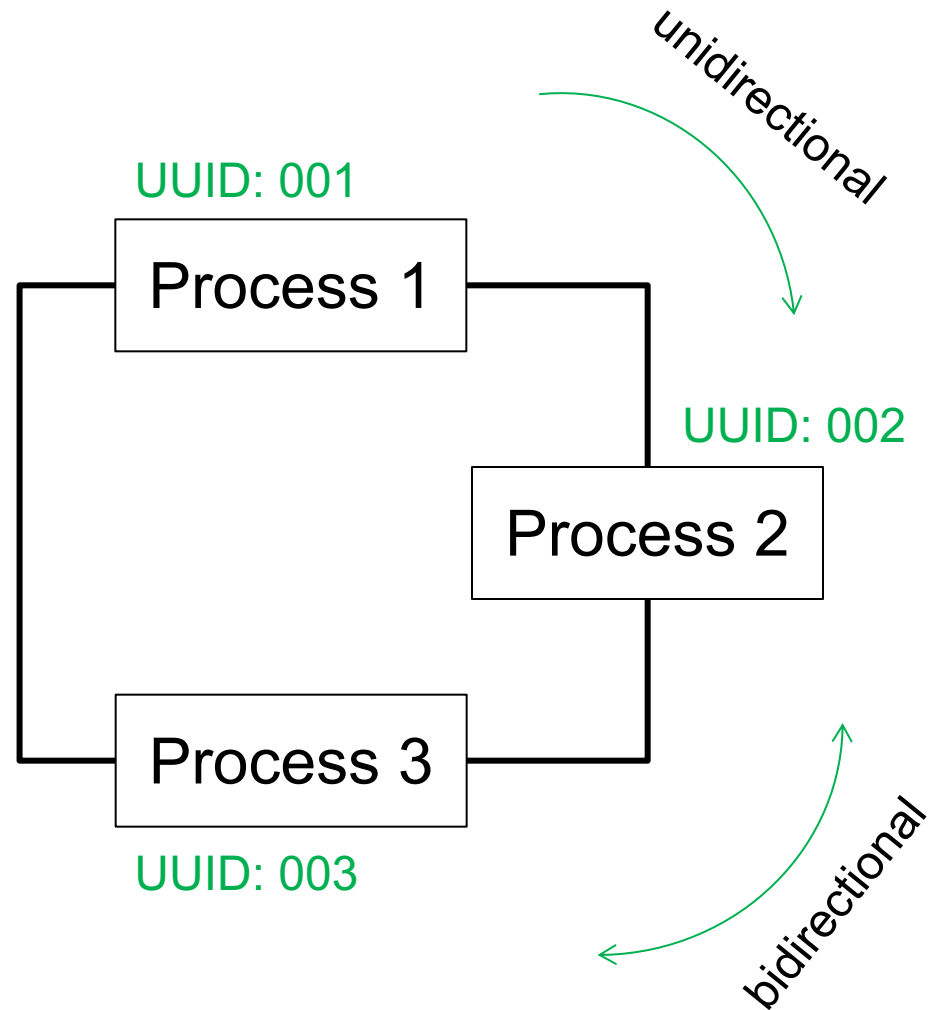 unidirectional
UUID: 001
Process 1
UUID: 002
Process 2
Process 3
UUID: 003
bidirectional